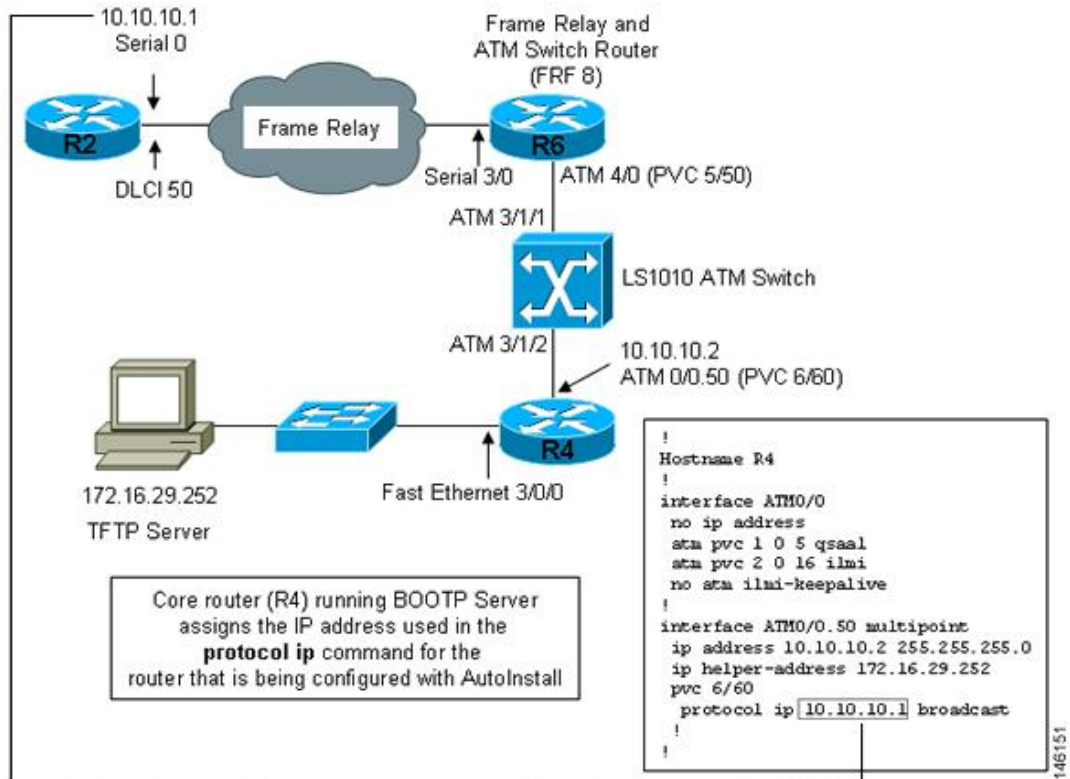 10.10.10.1
Serial 0
Frame Relay and
ATM Switch Router
(FRF 8)
R2
Frame Relay
R6
DLCI 50
Serial 3/0
ATM 4/0 (PVC 5/50)
ATM 3/1/1
LS1010 ATM Switch
ATM 3/1/2
10.10.10.2
ATM 0/0.50 (PVC 6/60)
R4
172.16.29.252
TFTP Server
Fast Ethernet 3/0/0
Core router (R4) running BOOTP Server
assigns the IP address used in the
protocol ip command for the
router that is being configured with AutoInstall
!
Hostname R4
!
interface ATM0/0
no ip address
atm pvc 1 0 5 qsaal
atm pvc 2 0 16 ilmi
no atm ilmi-keepalive
!
interface ATM0/0.50 multipoint
ip address 10.10.10.2 255.255.255.0
ip helper-address 172.16.29.252
pvc 6/60
protocol ip 10.10.10.1 broadcast
!
!
146151